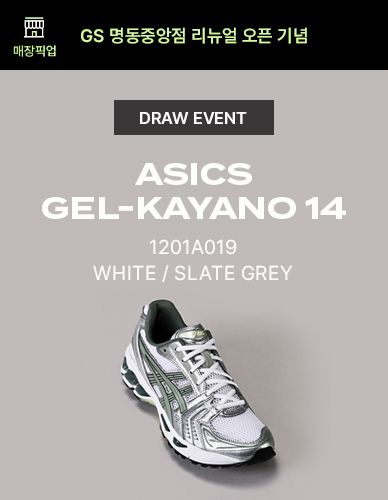 매장픽업
GS 명동중앙점 리뉴얼 오픈 기념
DRAW EVENT
ASICS
GEL-KAYANO 14
1201A019
WHITE / SLATE GREY